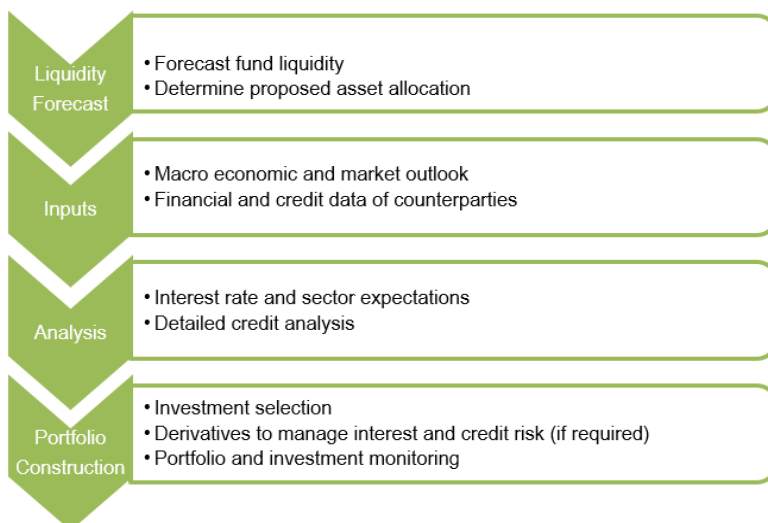 Liquidity
Forecast
• Forecast fund liquidity
• Determine proposed asset allocation
Inputs
• Macro economic and market outlook
• Financial and credit data of counterparties
Analysis
• Interest rate and sector expectations
• Detailed credit analysis
Portfolio
Construction
• Investment selection
• Derivatives to manage interest and credit risk (if required)
• Portfolio and investment monitoring